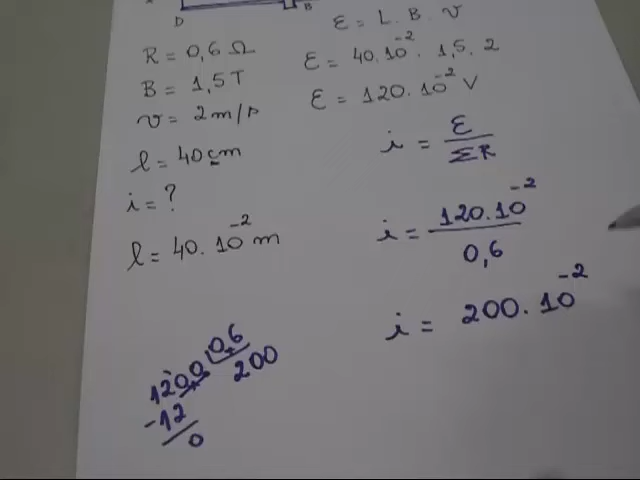 D
B
R = 0,6 Ω
B = 1,5 T
v = 2 m/s
l = 40 cm
i = ?
l = 40 . 10⁻² m
ε = L . B . v
ε = 40.10⁻² . 1,5 . 2
ε = 120 . 10⁻² V
i = ε / ΣR
i = 120.10⁻² / 0,6
i = 200 . 10⁻²
120,0 0,6
-12 200
0